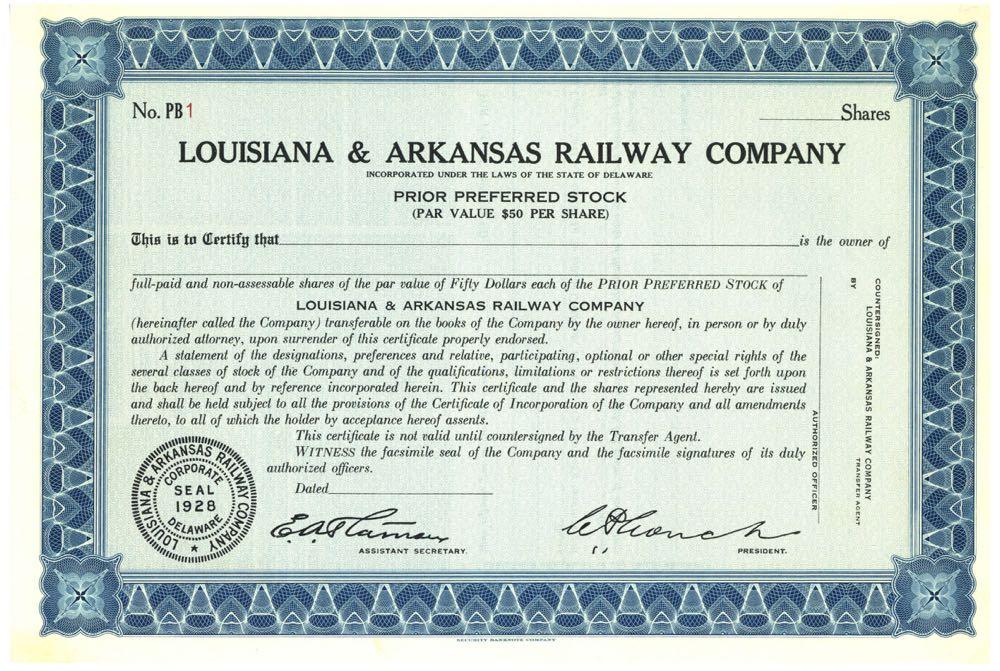 No. PB1
Shares
LOUISIANA & ARKANSAS RAILWAY COMPANY
INCORPORATED UNDER THE LAWS OF THE STATE OF DELAWARE
PRIOR PREFERRED STOCK
(PAR VALUE $50 PER SHARE)
This is to Certify that is the owner of
full-paid and non-assessable shares of the par value of Fifty Dollars each of the PRIOR PREFERRED STOCK of
LOUISIANA & ARKANSAS RAILWAY COMPANY
(hereinafter called the Company) transferable on the books of the Company by the owner hereof, in person or by duly
authorized attorney, upon surrender of this certificate properly endorsed.
A statement of the designations, preferences and relative, participating, optional or other special rights of the
several classes of stock of the Company and of the qualifications, limitations or restrictions thereof is set forth upon
the back hereof and by reference incorporated herein. This certificate and the shares represented hereby are issued
and shall be held subject to all the provisions of the Certificate of Incorporation of the Company and all amendments
thereto, to all of which the holder by acceptance hereof assents.
This certificate is not valid until countersigned by the Transfer Agent.
WITNESS the facsimile seal of the Company and the facsimile signatures of its duly
authorized officers.
Dated
ASSISTANT SECRETARY.
PRESIDENT.
COUNTERSIGNED:
LOUISIANA & ARKANSAS RAILWAY COMPANY
TRANSFER AGENT
BY
AUTHORIZED OFFICER
LOUISIANA & ARKANSAS RAILWAY COMPANY
CORPORATE
SEAL
1928
DELAWARE
SECURITY BANKNOTE COMPANY